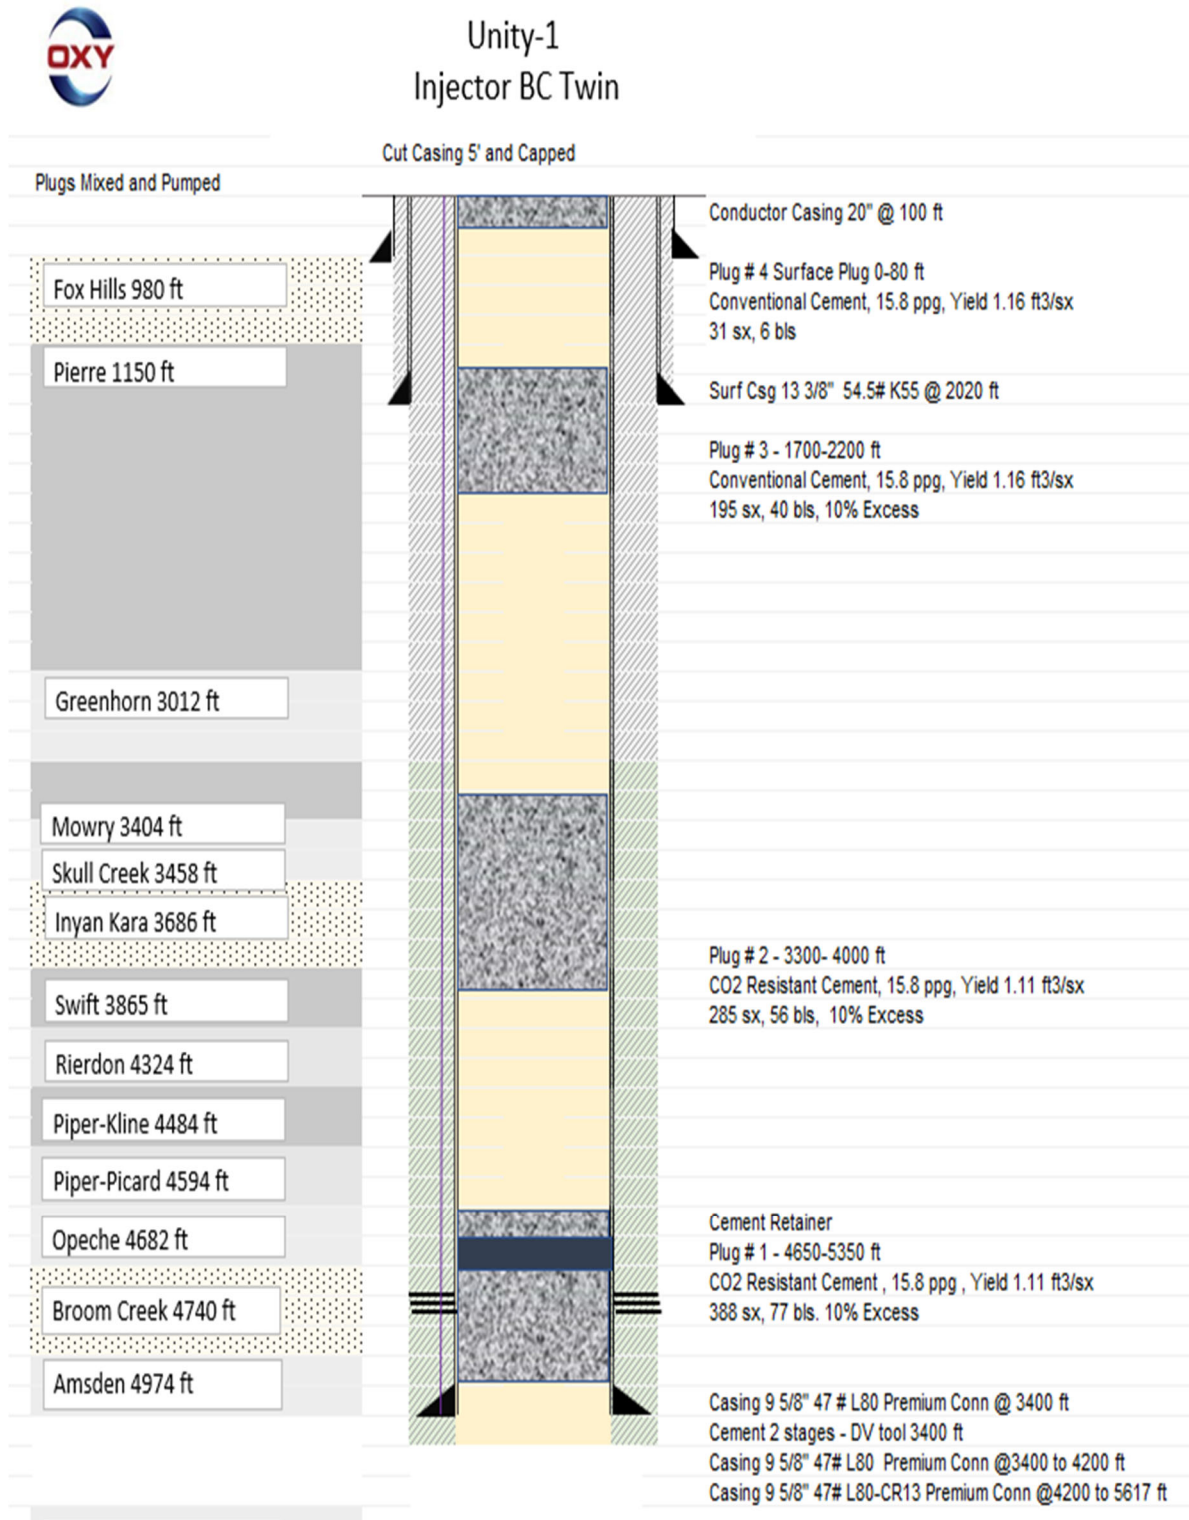 OXY
Unity-1
Injector BC Twin
Cut Casing 5' and Capped
Plugs Mixed and Pumped
Conductor Casing 20" @ 100 ft
Fox Hills 980 ft
Plug # 4 Surface Plug 0-80 ft
Conventional Cement, 15.8 ppg, Yield 1.16 ft3/sx
31 sx, 6 bls
Pierre 1150 ft
Surf Csg 13 3/8" 54.5# K55 @ 2020 ft
Plug # 3 - 1700-2200 ft
Conventional Cement, 15.8 ppg, Yield 1.16 ft3/sx
195 sx, 40 bls, 10% Excess
Greenhorn 3012 ft
Mowry 3404 ft
Skull Creek 3458 ft
Inyan Kara 3686 ft
Plug # 2 - 3300- 4000 ft
CO2 Resistant Cement, 15.8 ppg, Yield 1.11 ft3/sx
285 sx, 56 bls, 10% Excess
Swift 3865 ft
Rierdon 4324 ft
Piper-Kline 4484 ft
Piper-Picard 4594 ft
Opeche 4682 ft
Cement Retainer
Plug # 1 - 4650-5350 ft
CO2 Resistant Cement , 15.8 ppg , Yield 1.11 ft3/sx
388 sx, 77 bls. 10% Excess
Broom Creek 4740 ft
Amsden 4974 ft
Casing 9 5/8" 47 # L80 Premium Conn @ 3400 ft
Cement 2 stages - DV tool 3400 ft
Casing 9 5/8" 47# L80 Premium Conn @3400 to 4200 ft
Casing 9 5/8" 47# L80-CR13 Premium Conn @4200 to 5617 ft